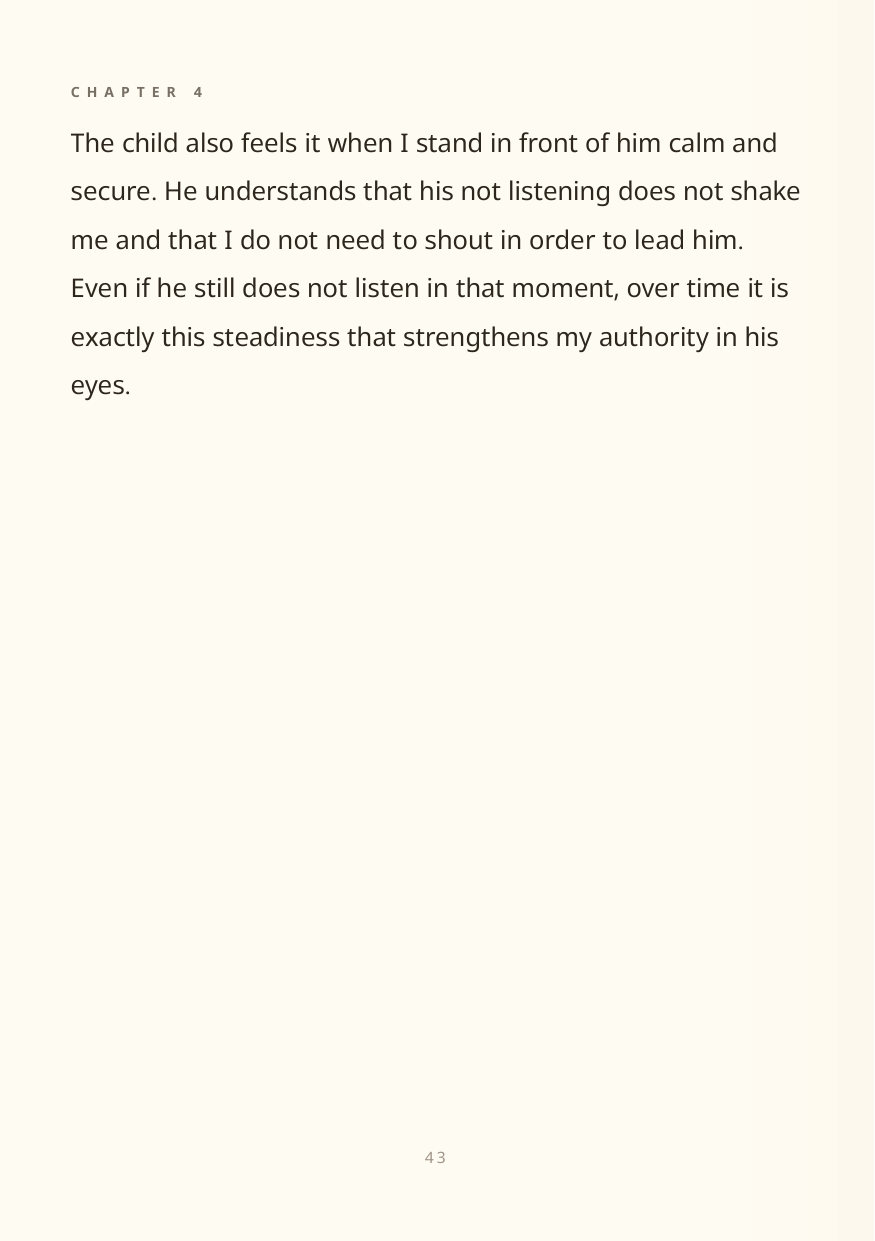 CHAPTER 4
The child also feels it when I stand in front of him calm and
secure. He understands that his not listening does not shake
me and that I do not need to shout in order to lead him.
Even if he still does not listen in that moment, over time it is
exactly this steadiness that strengthens my authority in his
eyes.
43